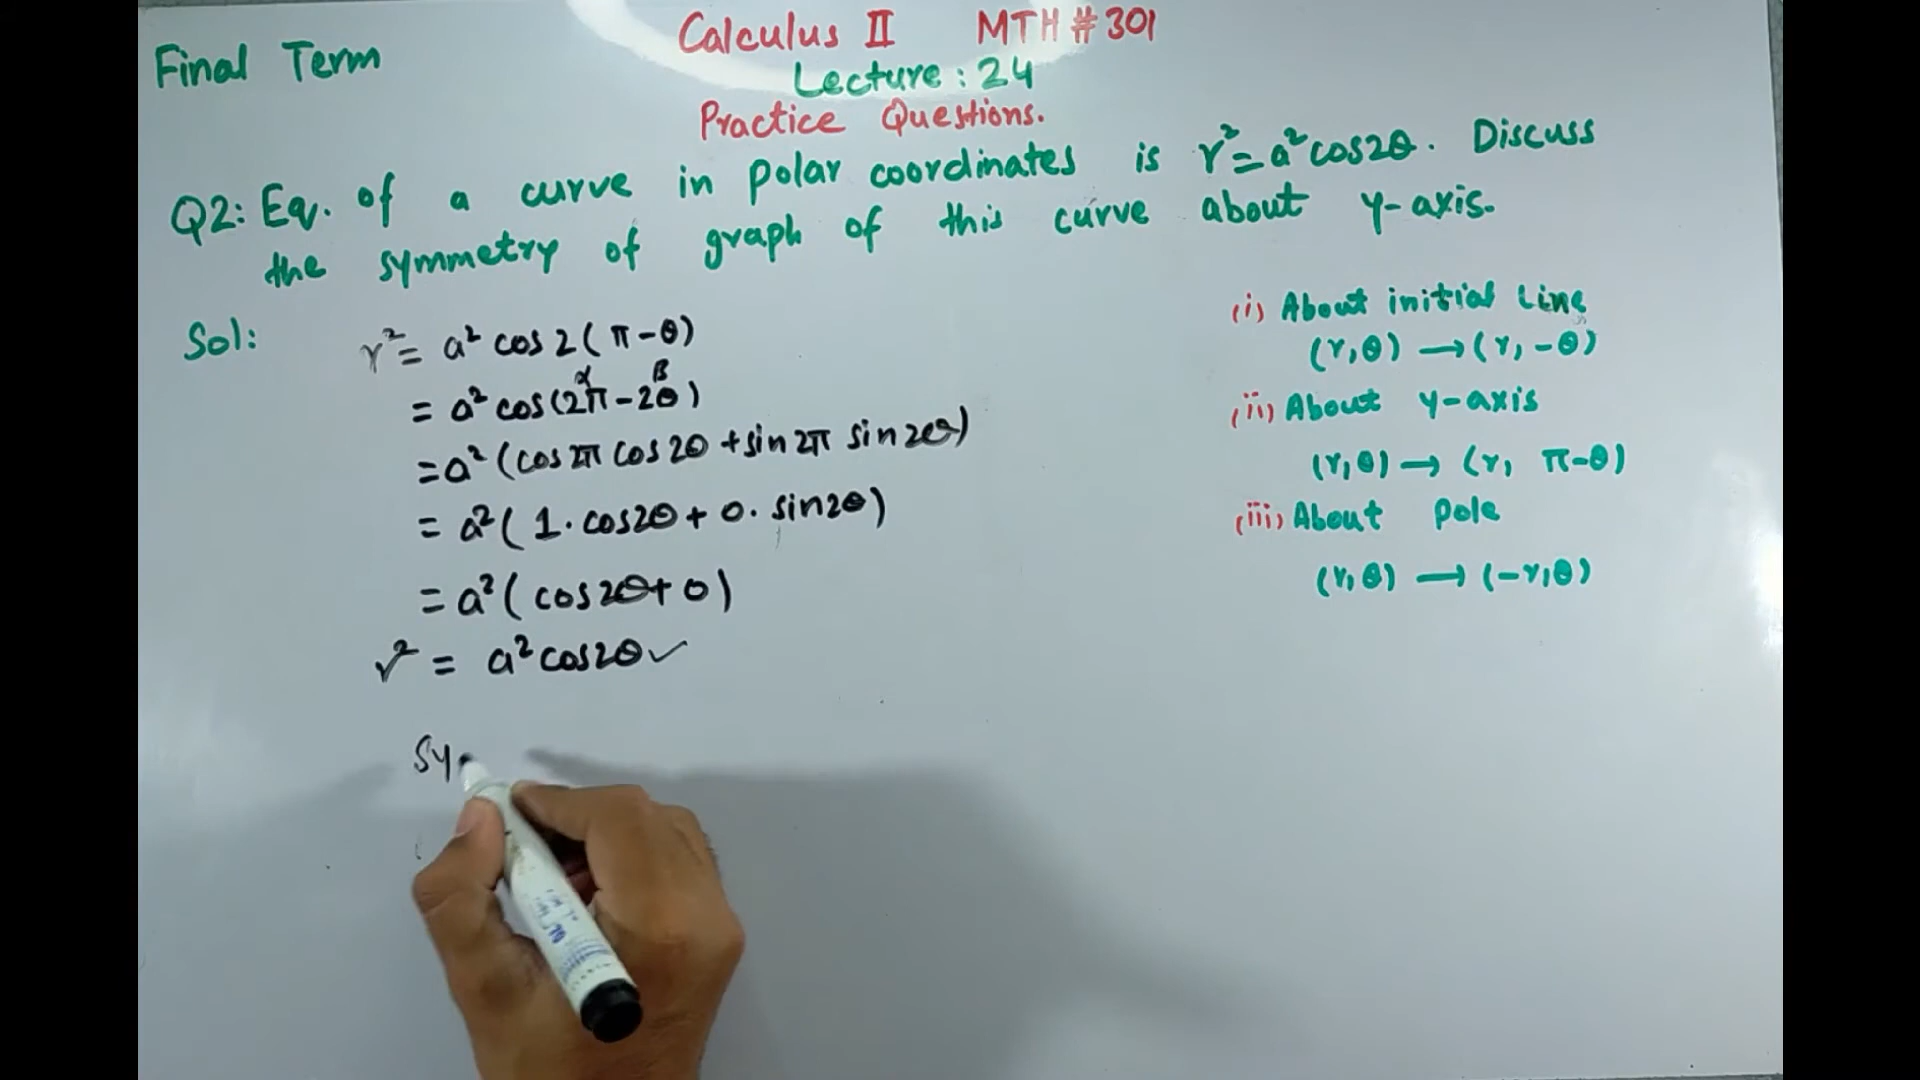 Final Term
Calculus II MTH # 301
Lecture : 24
Practice Questions.
Q2: Eq. of a curve in polar coordinates is r² = a² cos2θ. Discuss
the symmetry of graph of this curve about y-axis.
Sol:
r² = a² cos 2(π-θ)
α β
= a² cos(2π-2θ)
= a² (cos 2π cos 2θ + sin 2π sin 2θ)
= a² ( 1. cos2θ + 0. sin2θ)
= a² ( cos2θ + 0)
r² = a² cos2θ ✓
Sy
(i) About initial Line
(r,θ) → (r, -θ)
(ii) About y-axis
(r,θ) → (r, π-θ)
(iii) About Pole
(r,θ) → (-r,θ)